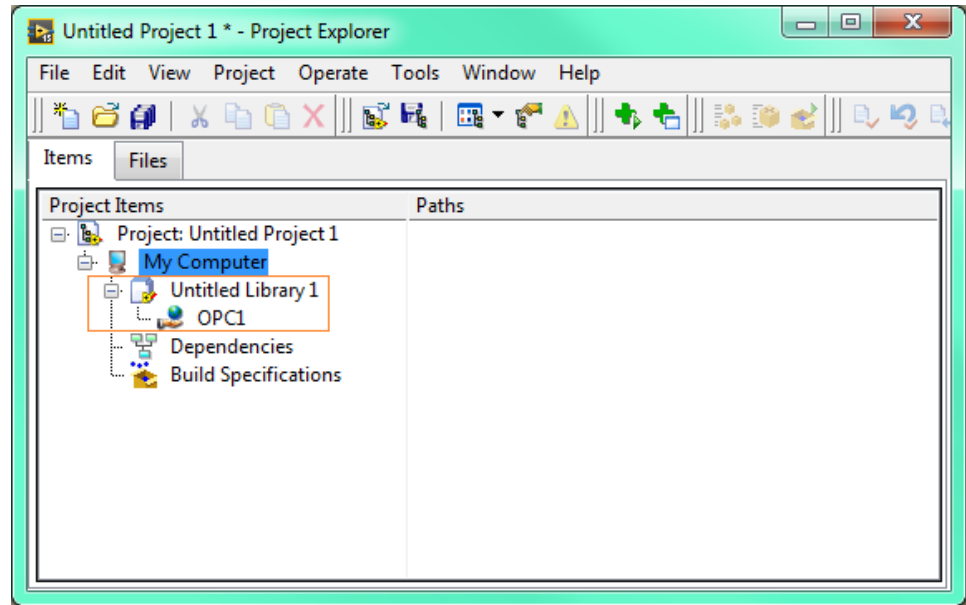 Untitled Project 1 * - Project Explorer
File Edit View Project Operate Tools Window Help
Items Files
Project Items Paths
Project: Untitled Project 1
My Computer
Untitled Library 1
OPC1
Dependencies
Build Specifications